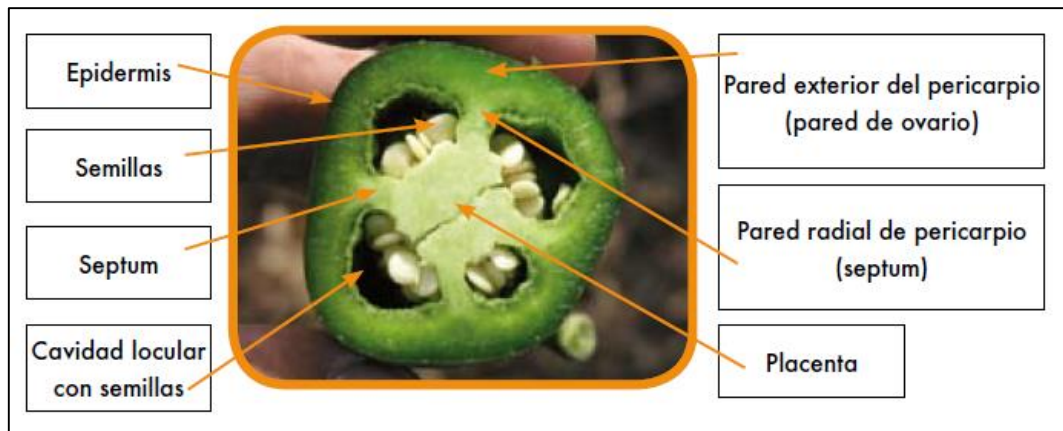 Epidermis
Semillas
Septum
Cavidad locular
con semillas
Pared exterior del pericarpio
(pared de ovario)
Pared radial de pericarpio
(septum)
Placenta